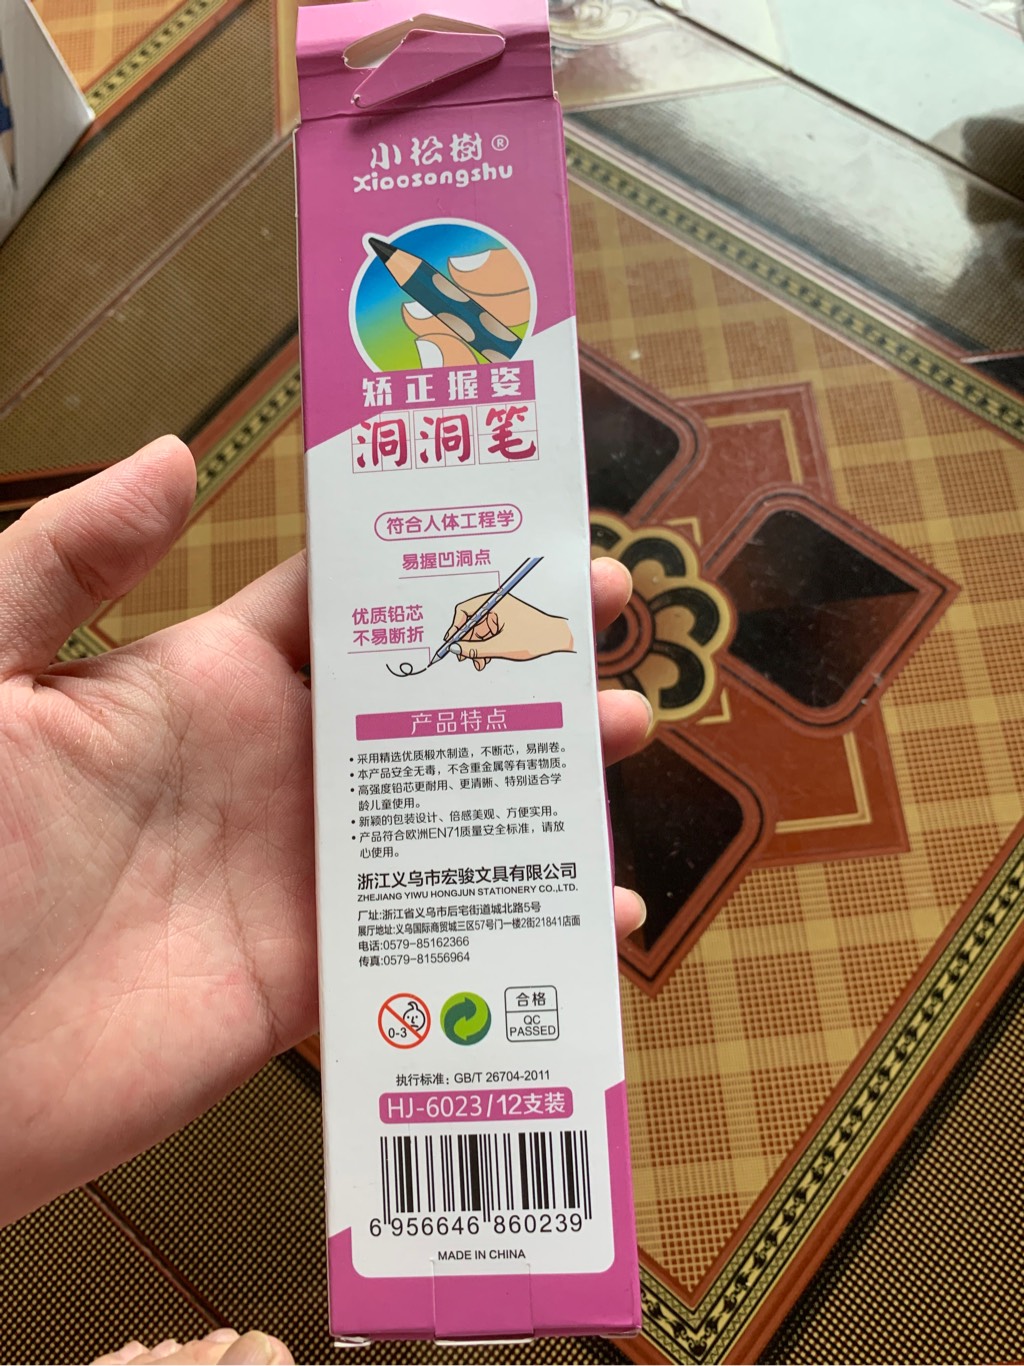 小松樹®
xiaosongshu
矫正握姿
洞洞笔
符合人体工程学
易握凹洞点
优质铅芯
不易断折
产品特点
• 采用精选优质椴木制造，不断芯，易削卷。
• 本产品安全无毒，不含重金属等有害物质。
• 高强度铅芯更耐用、更清晰、特别适合学
龄儿童使用。
• 新颖的包装设计、倍感美观、方便实用。
• 产品符合欧洲EN71质量安全标准，请放
心使用。
浙江义乌市宏骏文具有限公司
ZHEJIANG YIWU HONGJUN STATIONERY CO.,LTD.
厂址:浙江省义乌市后宅街道城北路5号
展厅地址:义乌国际商贸城三区57号门一楼2街21841店面
电话:0579-85162366
传真:0579-81556964
0-3
合格
QC
PASSED
执行标准: GB/T 26704-2011
HJ-6023/12支装
6 956646 860239
MADE IN CHINA